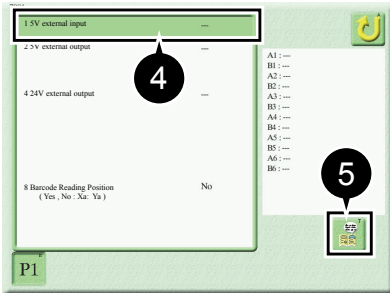 1 5V external input ---
4
2 5V external output ---
4 24V external output ---
8 Barcode Reading Position No
( Yes , No : Xa: Ya )
A1 : ---
B1 : ---
A2 : ---
B2 : ---
A3 : ---
B3 : ---
A4 : ---
B4 : ---
A5 : ---
B5 : ---
A6 : ---
B6 : ---
5
P1